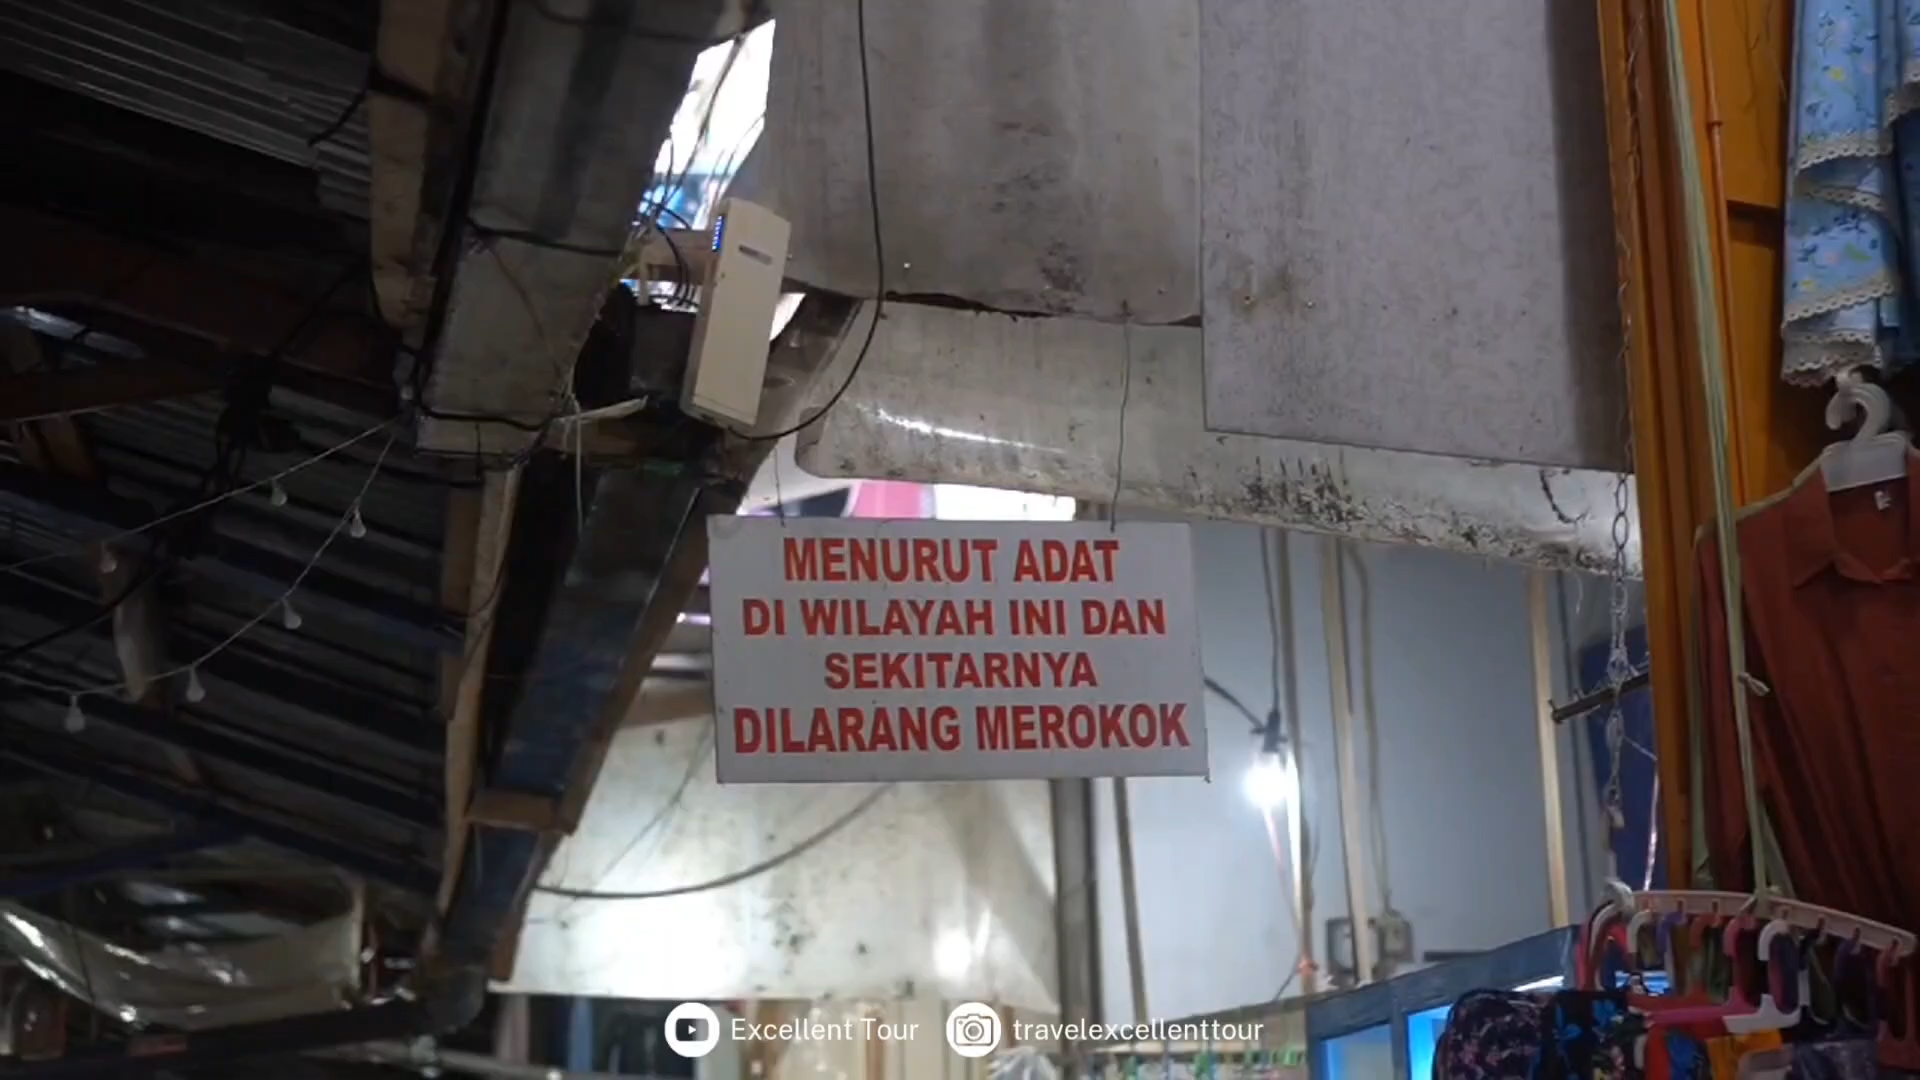 MENURUT ADAT
DI WILAYAH INI DAN
SEKITARNYA
DILARANG MEROKOK
Excellent Tour travelexcellenttour